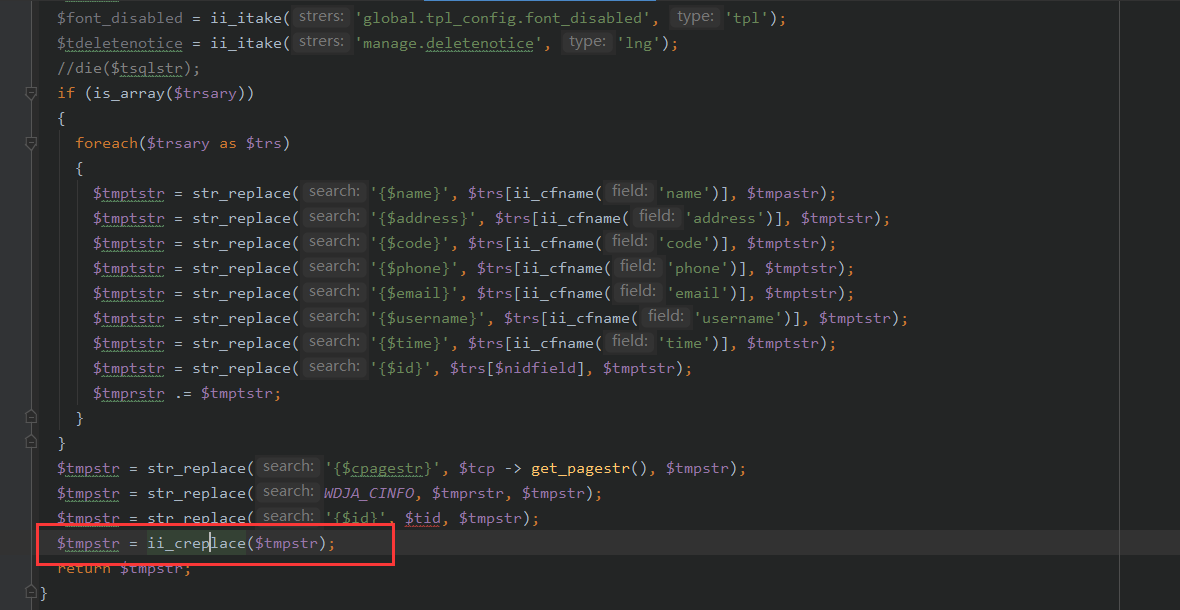 $font_disabled = ii_itake( strers: 'global.tpl_config.font_disabled', type: 'tpl');
$tdeletenotice = ii_itake( strers: 'manage.deletenotice', type: 'lng');
//die($tsqlstr);
if (is_array($trsary))
{
foreach($trsary as $trs)
{
$tmptstr = str_replace( search: '{$name}', $trs[ii_cfname( field: 'name')], $tmpastr);
$tmptstr = str_replace( search: '{$address}', $trs[ii_cfname( field: 'address')], $tmptstr);
$tmptstr = str_replace( search: '{$code}', $trs[ii_cfname( field: 'code')], $tmptstr);
$tmptstr = str_replace( search: '{$phone}', $trs[ii_cfname( field: 'phone')], $tmptstr);
$tmptstr = str_replace( search: '{$email}', $trs[ii_cfname( field: 'email')], $tmptstr);
$tmptstr = str_replace( search: '{$username}', $trs[ii_cfname( field: 'username')], $tmptstr);
$tmptstr = str_replace( search: '{$time}', $trs[ii_cfname( field: 'time')], $tmptstr);
$tmptstr = str_replace( search: '{$id}', $trs[$nidfield], $tmptstr);
$tmprstr .= $tmptstr;
}
}
$tmpstr = str_replace( search: '{$cpagestr}', $tcp -> get_pagestr(), $tmpstr);
$tmpstr = str_replace( search: WDJA_CINFO, $tmprstr, $tmpstr);
$tmpstr = str_replace( search: '{$id}', $tid, $tmpstr);
$tmpstr = ii_creplace($tmpstr);
return $tmpstr;
}